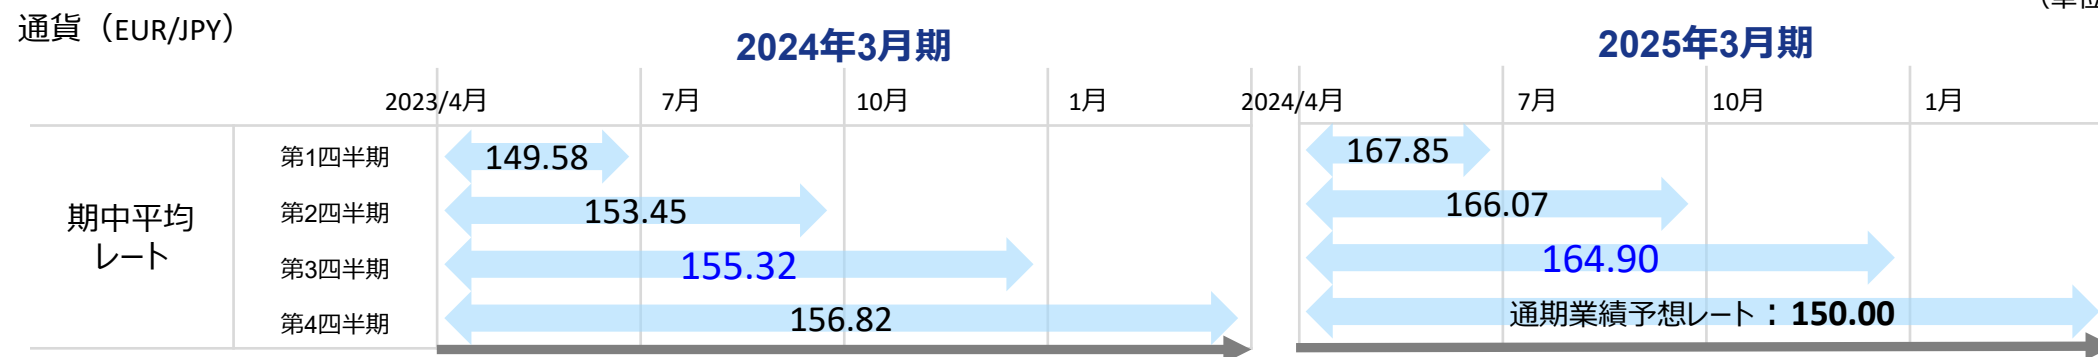 通貨（EUR/JPY）
2024年3月期
2025年3月期
2023/4月 7月 10月 1月 2024/4月 7月 10月 1月
期中平均
レート
第1四半期 149.58 167.85
第2四半期 153.45 166.07
第3四半期 155.32 164.90
第4四半期 156.82 通期業績予想レート：150.00